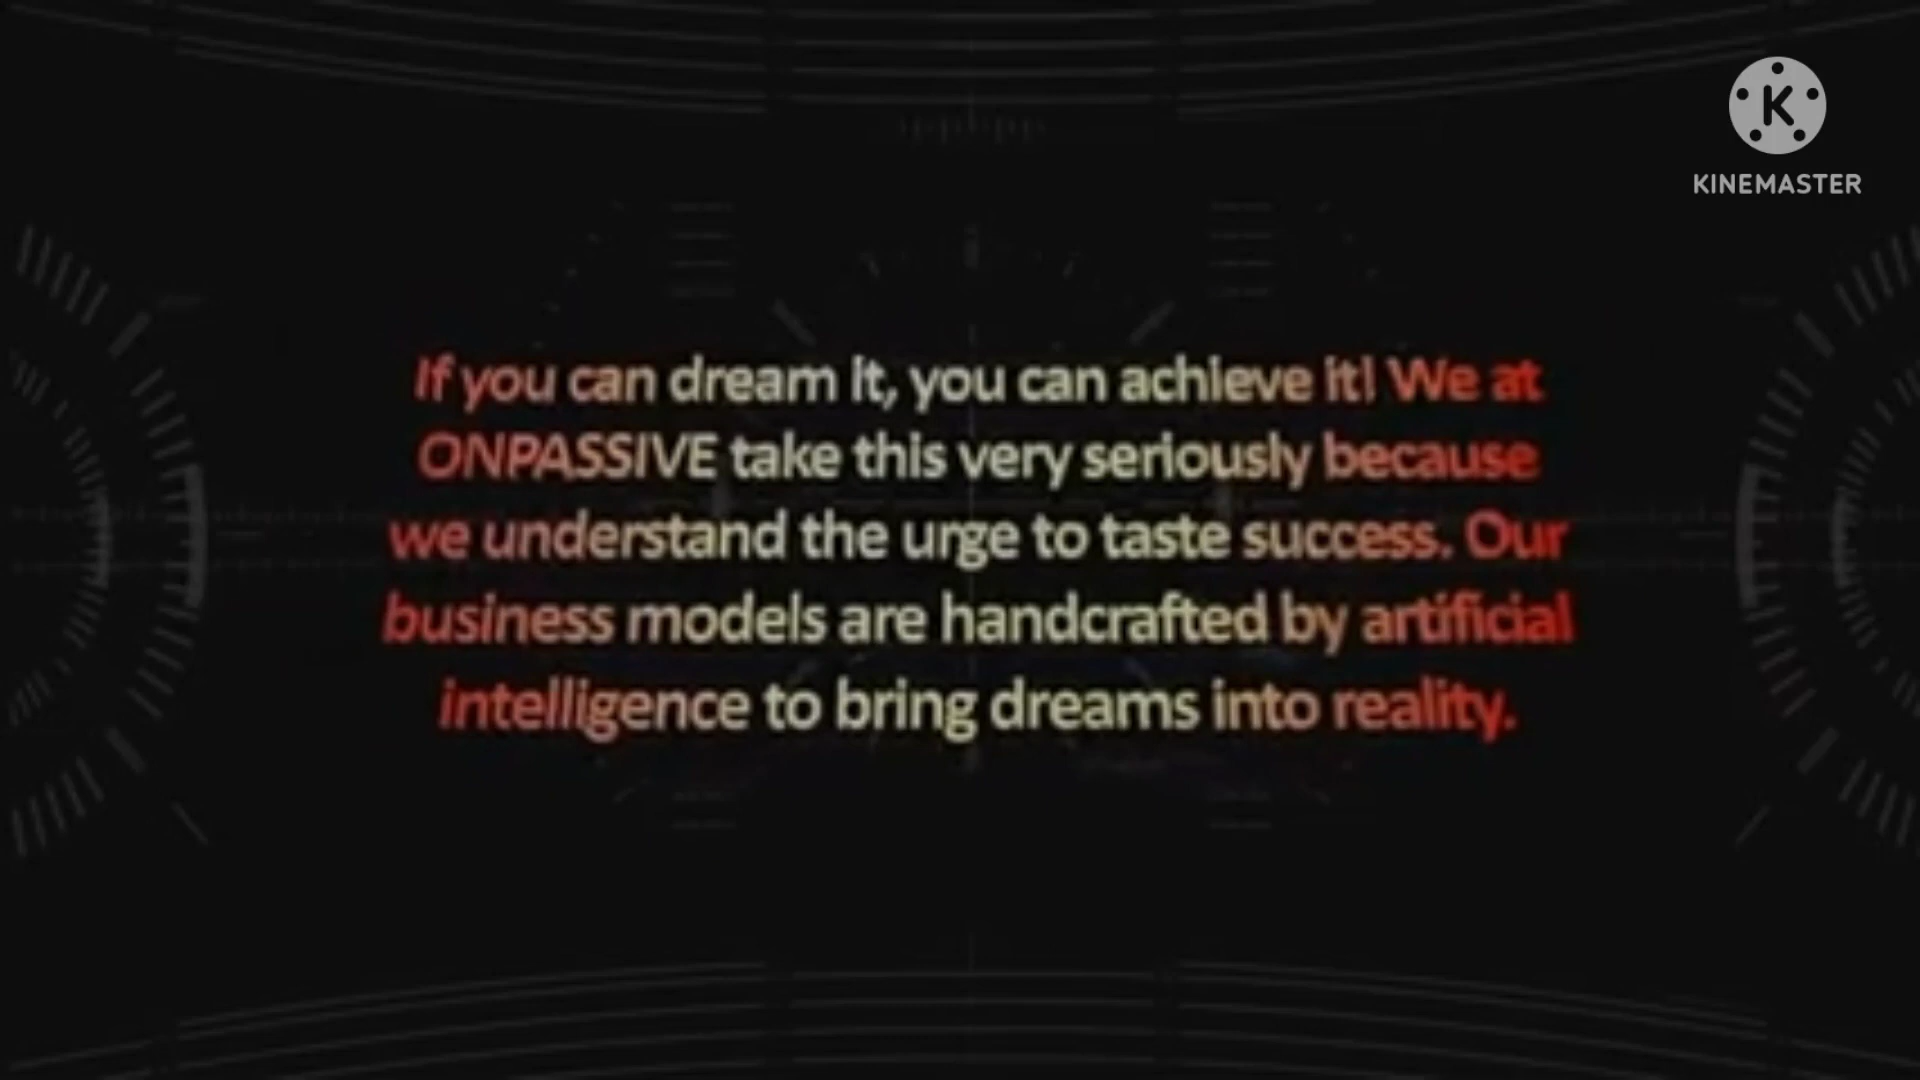 KINEMASTER
If you can dream it, you can achieve it! We at
ONPASSIVE take this very seriously because
we understand the urge to taste success. Our
business models are handcrafted by artificial
intelligence to bring dreams into reality.